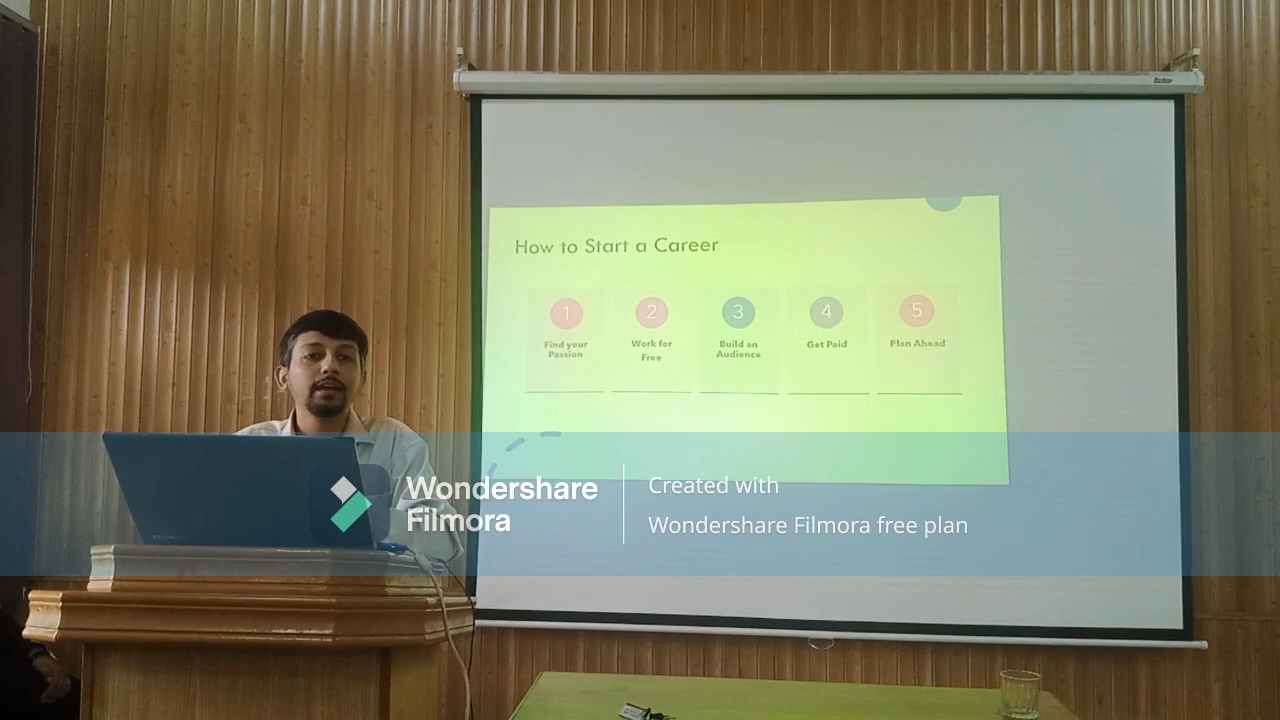 How to Start a Career
1
2
3
4
5
Find your
Passion
Work for
Free
Build an
Audience
Get Paid
Plan Ahead
Wondershare
Filmora
Created with
Wondershare Filmora free plan